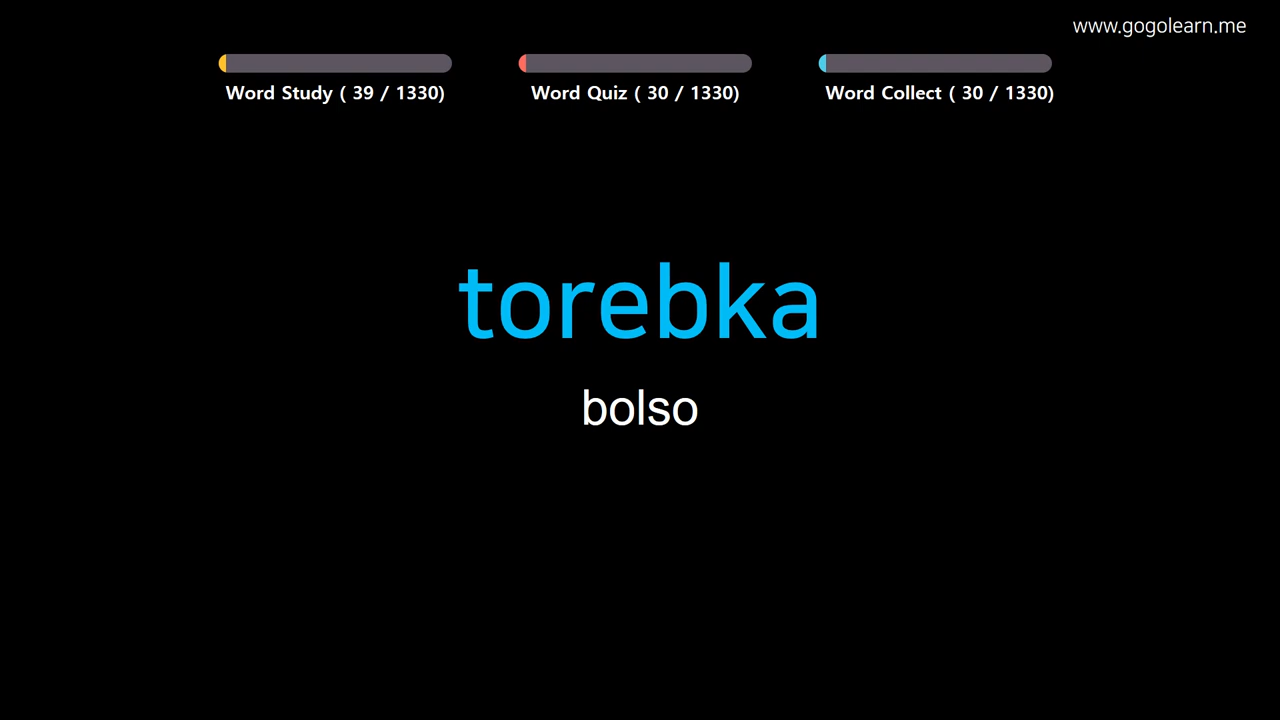 www.gogolearn.me
Word Study ( 39 / 1330)
Word Quiz ( 30 / 1330)
Word Collect ( 30 / 1330)
torebka
bolso